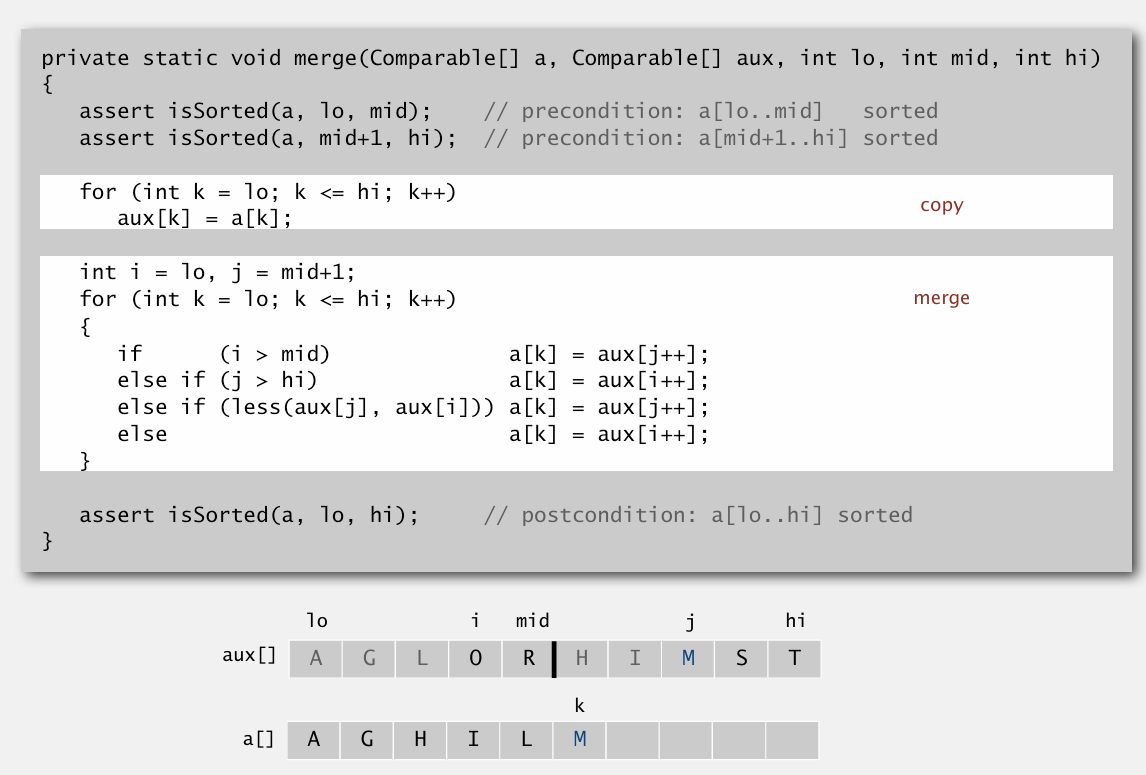 private static void merge(Comparable[] a, Comparable[] aux, int lo, int mid, int hi)
{
   assert isSorted(a, lo, mid);    // precondition: a[lo..mid]   sorted
   assert isSorted(a, mid+1, hi);  // precondition: a[mid+1..hi] sorted
   for (int k = lo; k <= hi; k++)
      aux[k] = a[k];
copy
   int i = lo, j = mid+1;
   for (int k = lo; k <= hi; k++)
merge
   {
      if      (i > mid)              a[k] = aux[j++];
      else if (j > hi)               a[k] = aux[i++];
      else if (less(aux[j], aux[i])) a[k] = aux[j++];
      else                           a[k] = aux[i++];
   }
   assert isSorted(a, lo, hi);     // postcondition: a[lo..hi] sorted
}
lo i mid j hi
aux[] A G L O R H I M S T
k
a[] A G H I L M